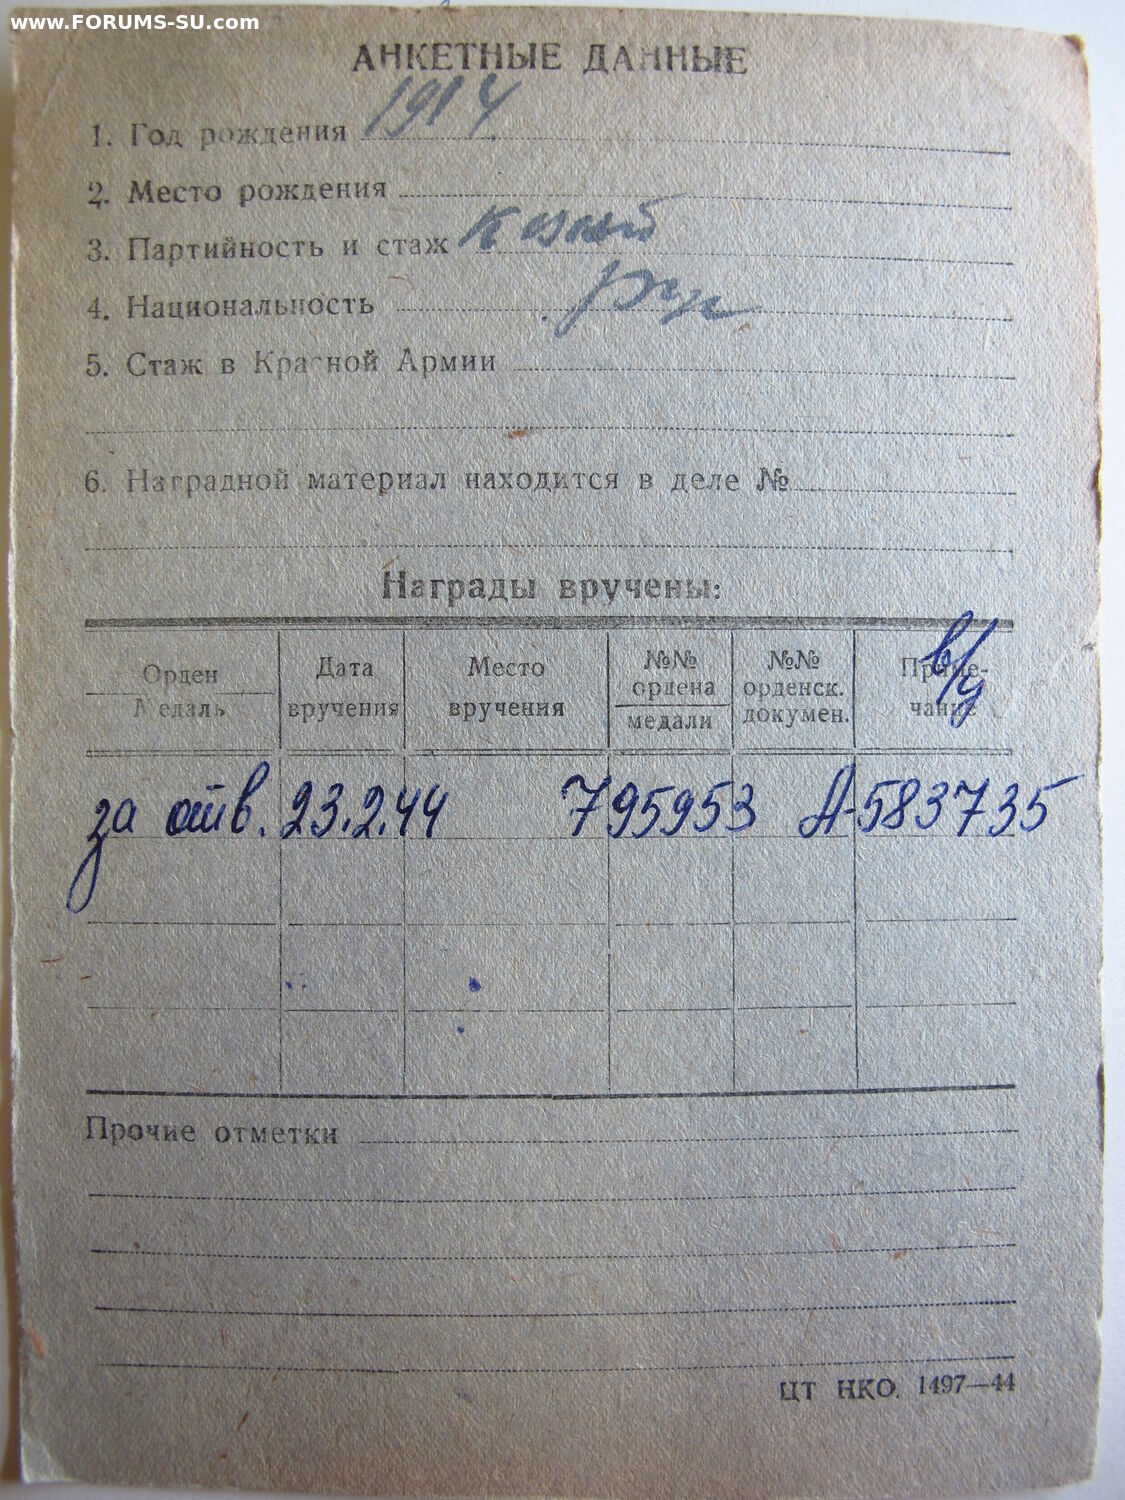 www.FORUMS-SU.com
АНКЕТНЫЕ ДАННЫЕ
1. Год рождения 1914
2. Место рождения
3. Партийность и стаж
4. Национальность рус
5. Стаж в Красной Армии
6. Наградной материал находится в деле №
Награды вручены:
Орден Медаль | Дата вручения | Место вручения | №№ ордена медали | №№ орденск. докумен. | Примечание
в/у
за отв. 23.2.44 795953 А-583735
Прочие отметки
ЦТ НКО. 1497—44